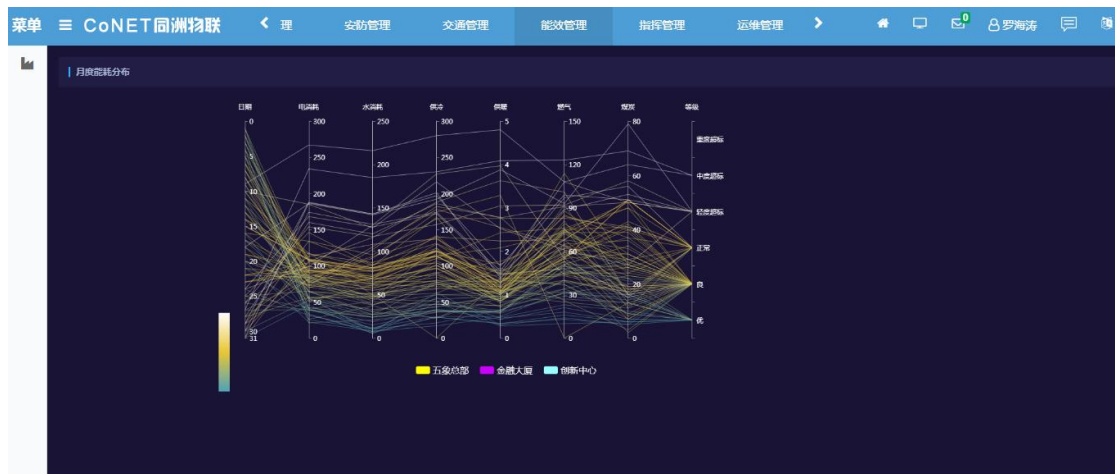 菜单 CoNET同洲物联 理 安防管理 交通管理 能效管理 指挥管理 运维管理 0 罗海涛
月度能耗分布
日期 电消耗 水消耗 供冷 供暖 燃气 煤炭 等级
0 300 250 300 5 150 80
重度超标
5 250 200 250 4 120 60 中度超标
10 200 150 200 3 90 轻度超标
15 150 150 40
100 2 60 正常
20 100 100
20 良
25 50 50 50 1 30
优
30
31 0 0 0 0 0 0
五象总部 金融大厦 创新中心